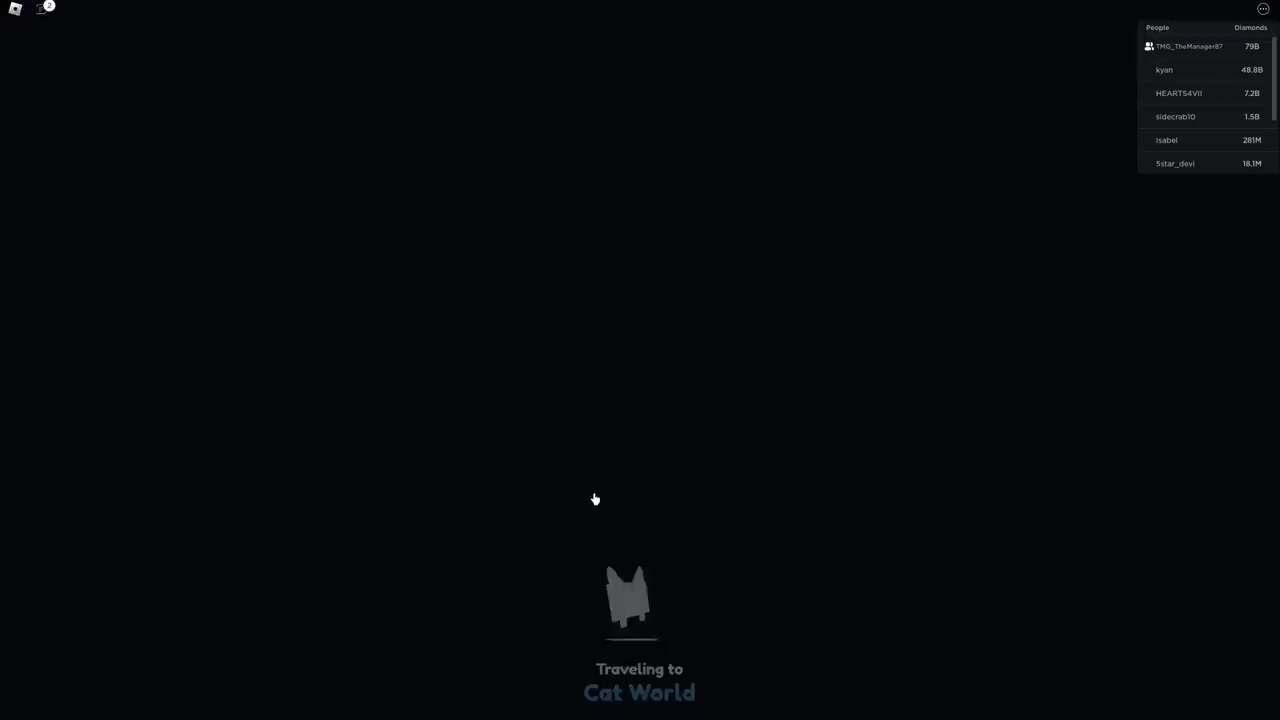 2
People Diamonds
TMG_TheManager87 79B
kyan 48.8B
HEARTS4VII 7.2B
sidecrab10 1.5B
Isabel 281M
5star_devi 18.1M
Traveling to
Cat World